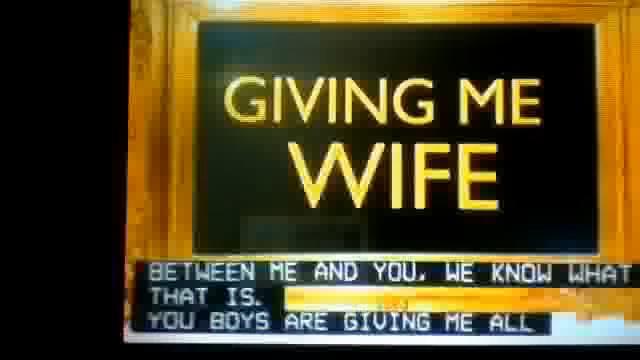 GIVING ME
WIFE
BETWEEN ME AND YOU, WE KNOW WHAT
THAT IS.
YOU BOYS ARE GIVING ME ALL